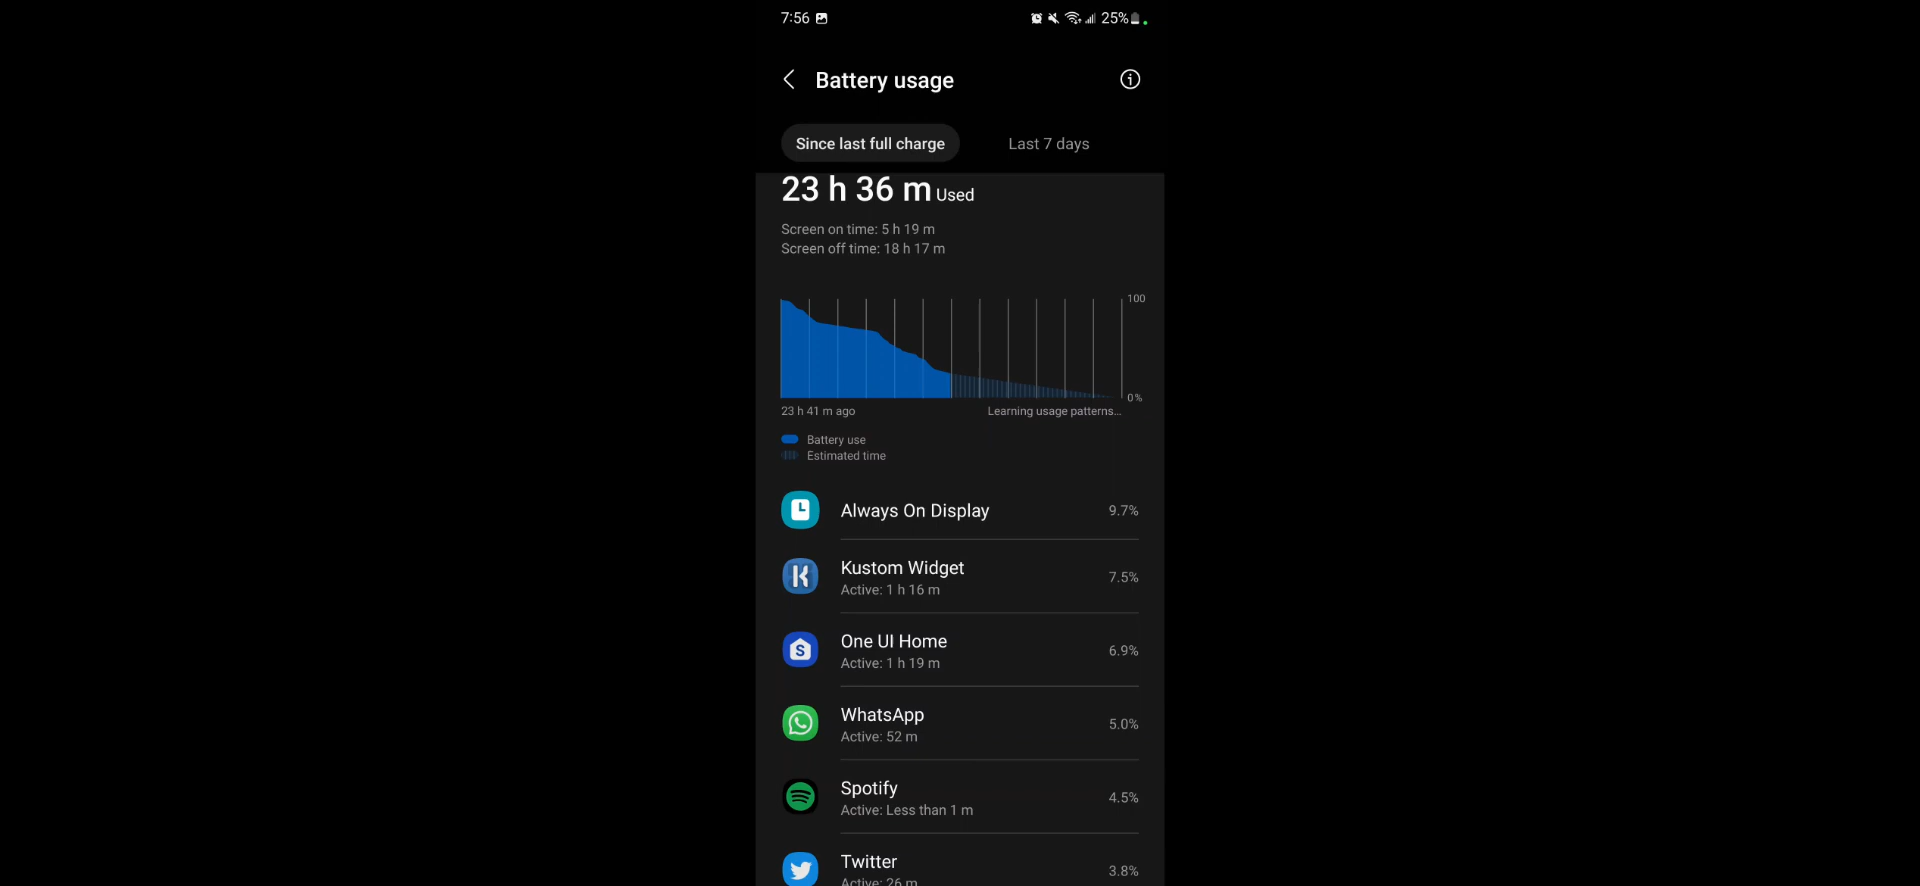 7:56 25%
Battery usage
Since last full charge Last 7 days
23 h 36 m Used
Screen on time: 5 h 19 m
Screen off time: 18 h 17 m
100
0%
23 h 41 m ago Learning usage patterns...
Battery use
Estimated time
Always On Display 9.7%
Kustom Widget
Active: 1 h 16 m 7.5%
One UI Home
Active: 1 h 19 m 6.9%
WhatsApp
Active: 52 m 5.0%
Spotify
Active: Less than 1 m 4.5%
Twitter 3.8%
Active: 26 m